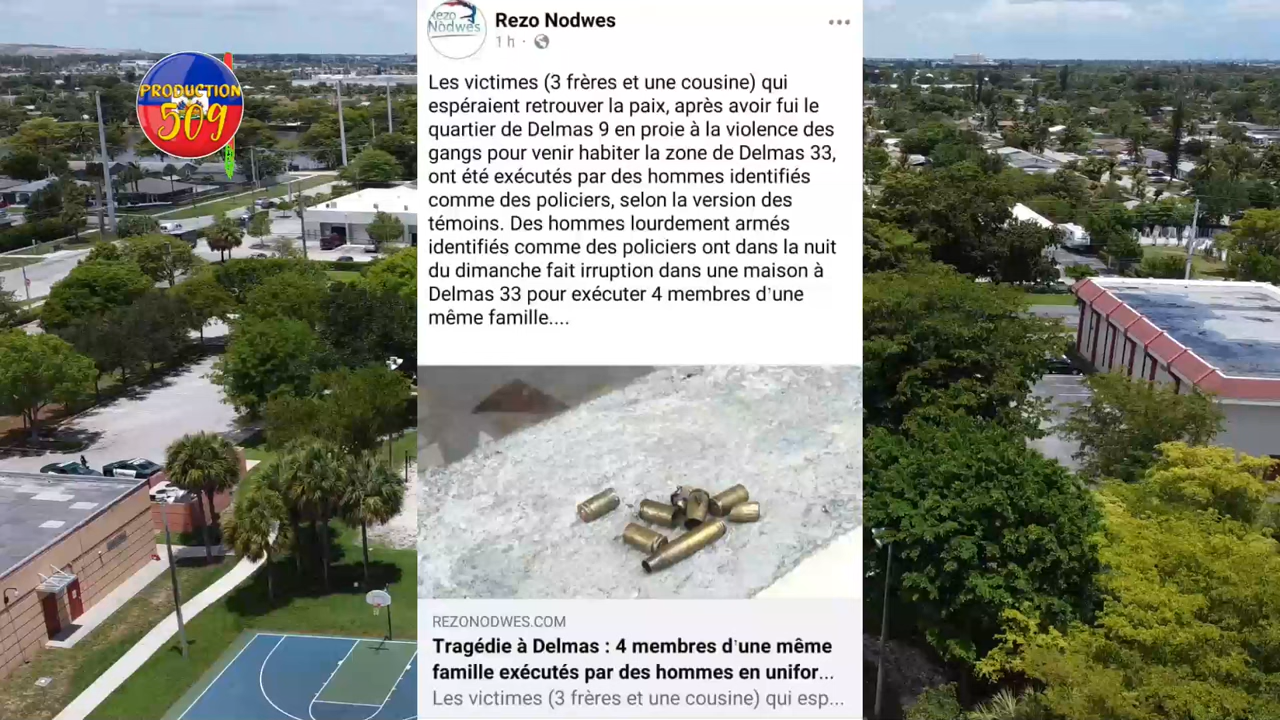 Rezo
Nodwes
Rezo Nodwes
1 h ·
PRODUCTION
509
Les victimes (3 frères et une cousine) qui
espéraient retrouver la paix, après avoir fui le
quartier de Delmas 9 en proie à la violence des
gangs pour venir habiter la zone de Delmas 33,
ont été exécutés par des hommes identifiés
comme des policiers, selon la version des
témoins. Des hommes lourdement armés
identifiés comme des policiers ont dans la nuit
du dimanche fait irruption dans une maison à
Delmas 33 pour exécuter 4 membres d'une
même famille....
REZONODWES.COM
Tragédie à Delmas : 4 membres d'une même
famille exécutés par des hommes en unifor...
Les victimes (3 frères et une cousine) qui esp...